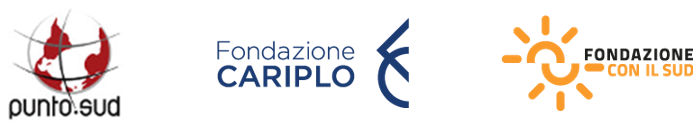 punto.sud
Fondazione
CARIPLO
FONDAZIONE
CON IL SUD